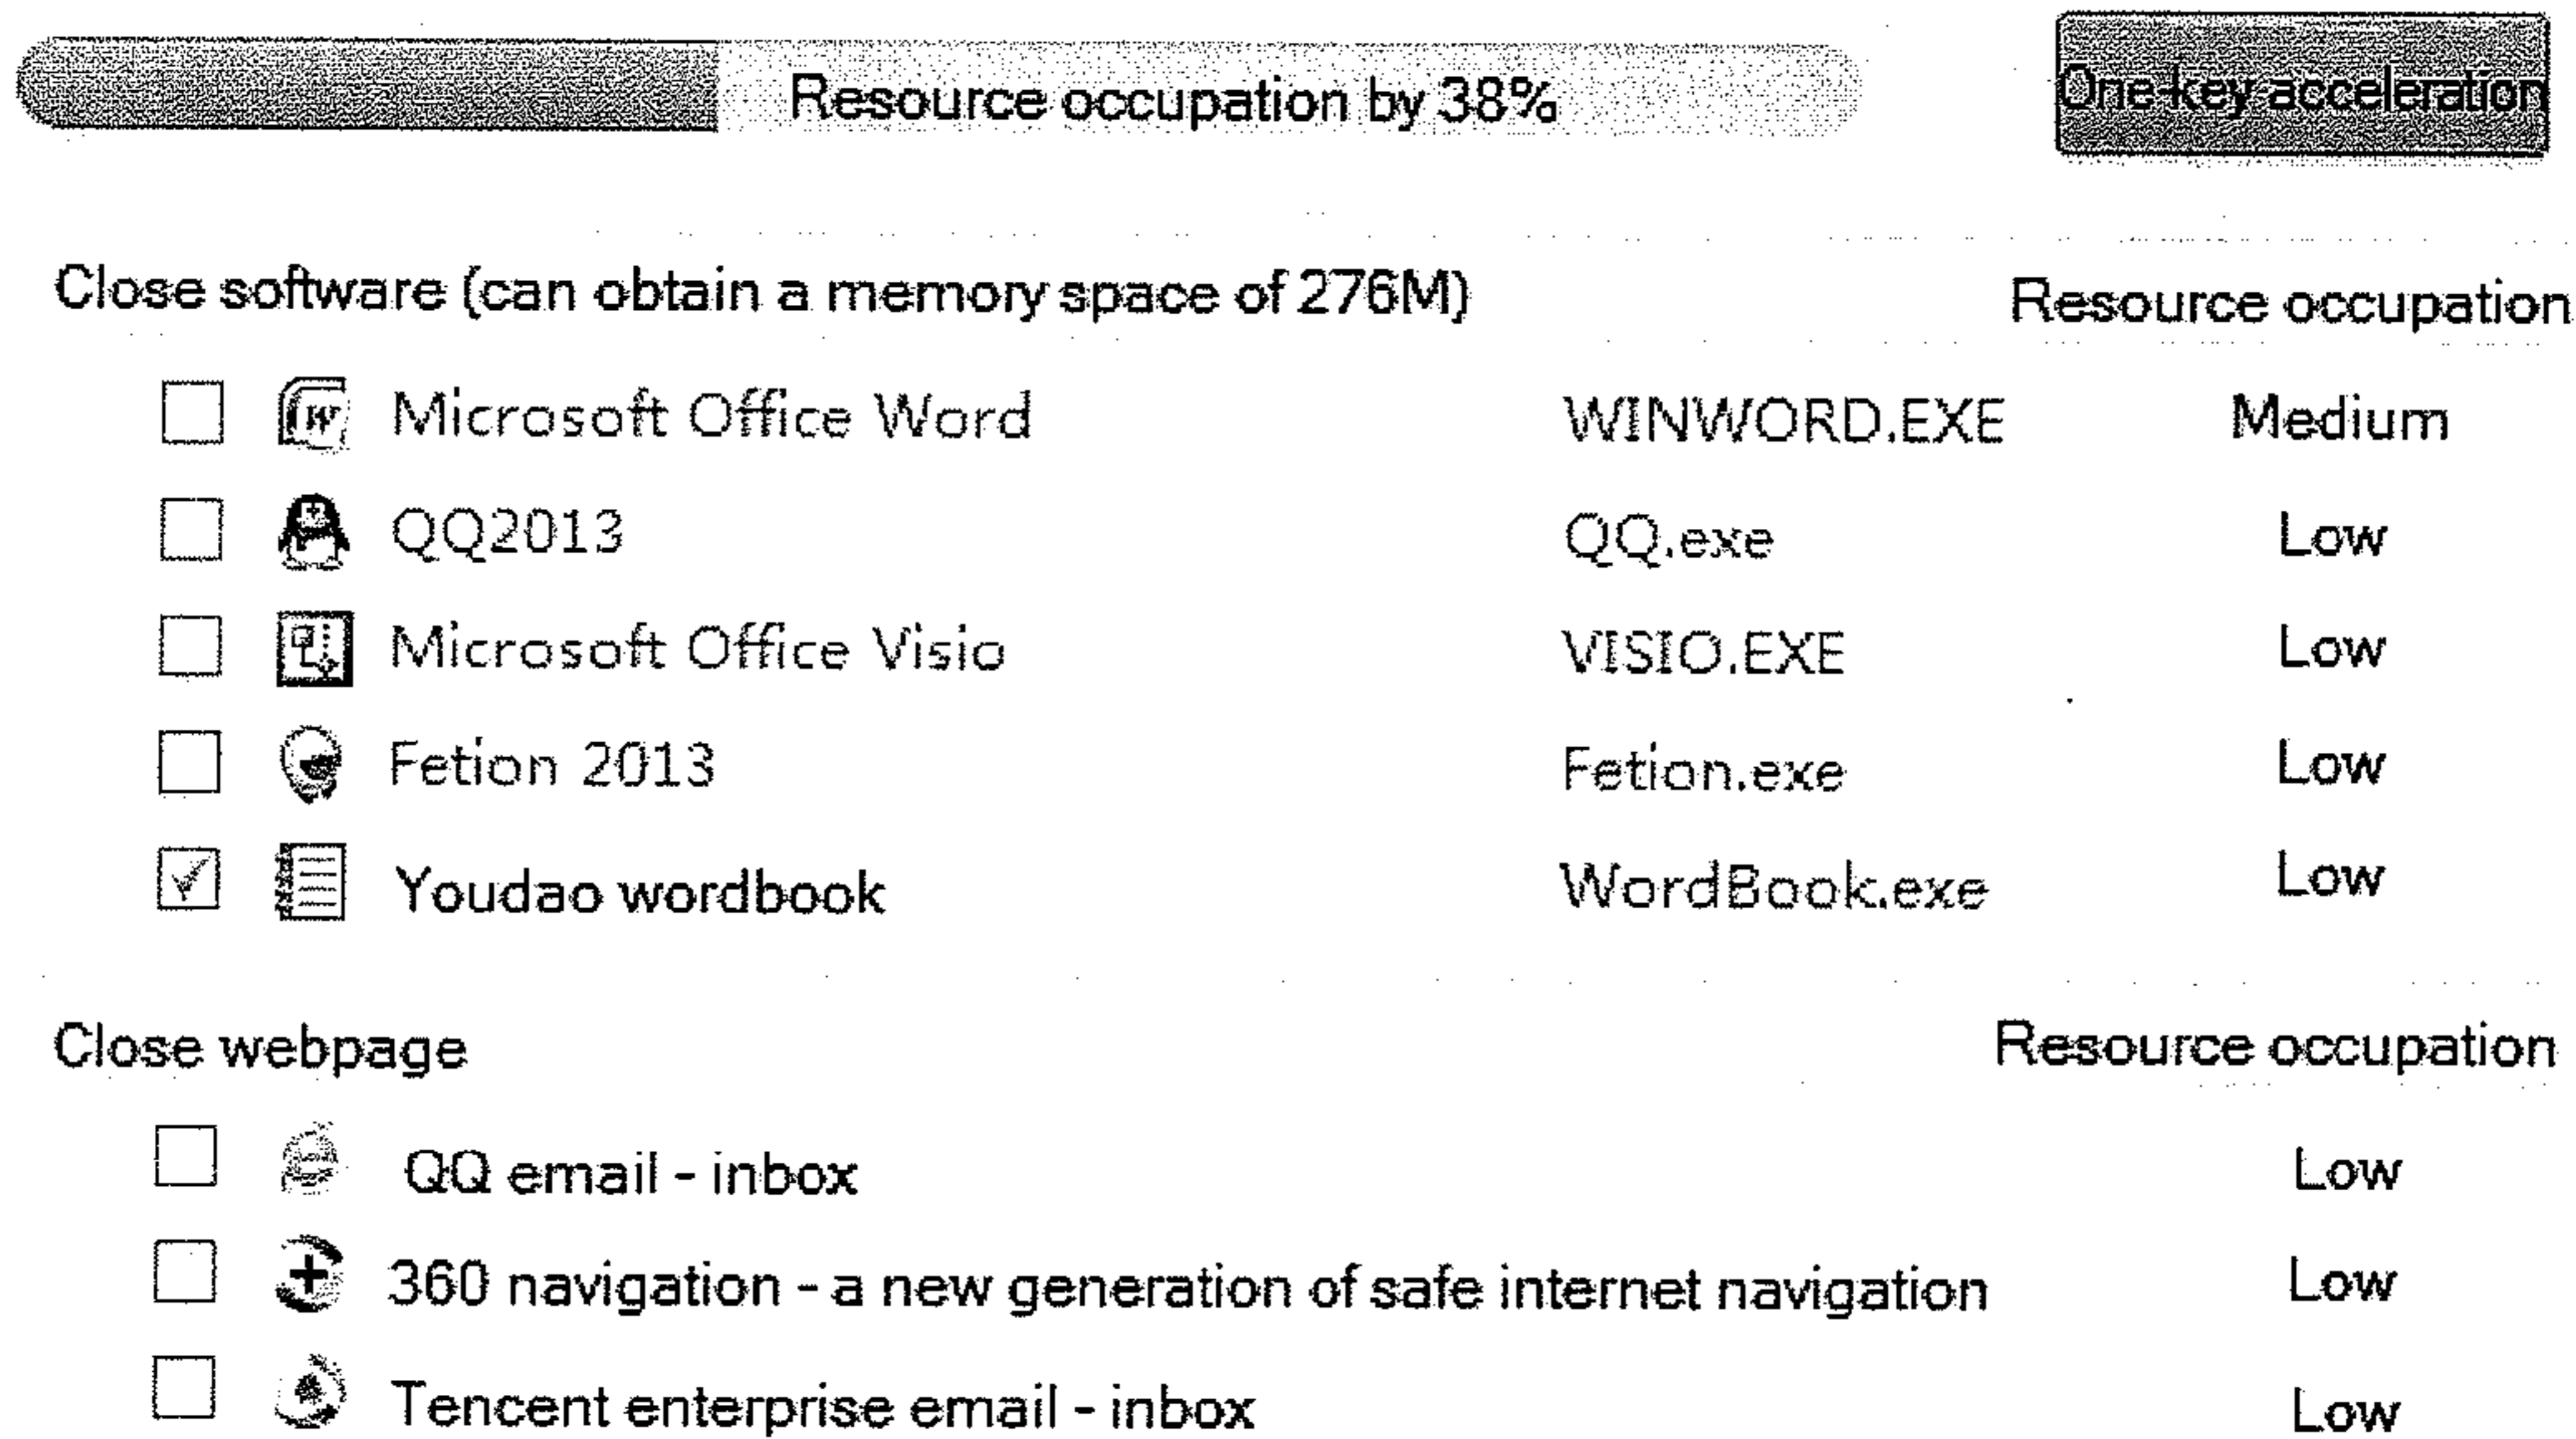 Resource occupation by 38%
One-key acceleration
Close software (can obtain a memory space of 276M) Resource occupation
Microsoft Office Word WINWORD.EXE Medium
QQ2013 QQ.exe Low
Microsoft Office Visio VISIO.EXE Low
Fetion 2013 Fetion.exe Low
Youdao wordbook WordBook.exe Low
Close webpage Resource occupation
QQ email - inbox Low
360 navigation - a new generation of safe internet navigation Low
Tencent enterprise email - inbox Low